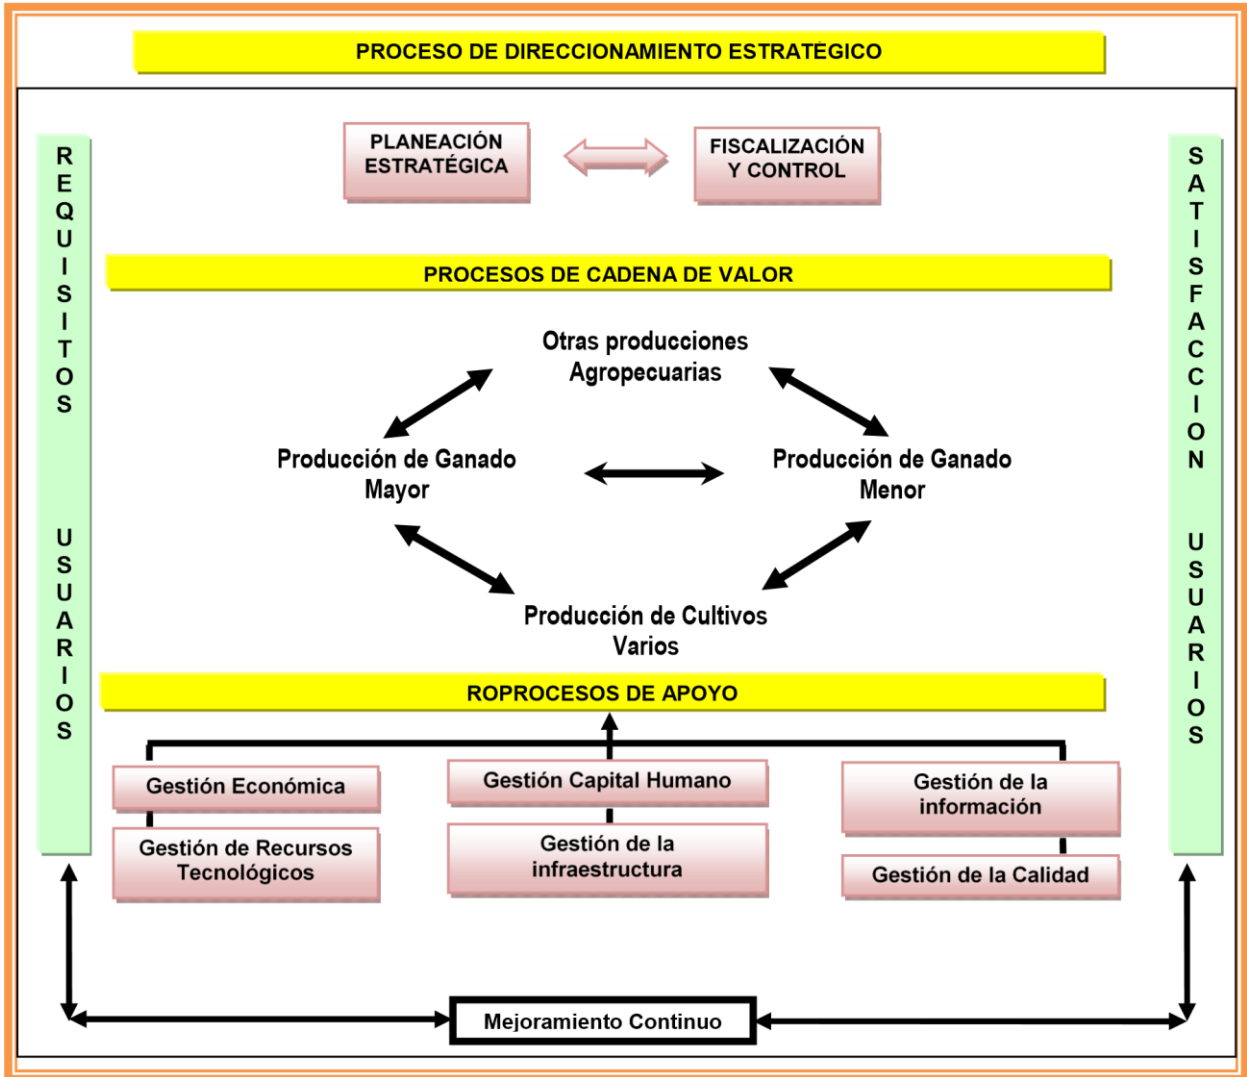 PROCESO DE DIRECCIONAMIENTO ESTRATÉGICO
PLANEACIÓN
ESTRATÉGICA
FISCALIZACIÓN
Y CONTROL
REQUISITOS USUARIOS
SATISFACCION USUARIOS
PROCESOS DE CADENA DE VALOR
Otras producciones
Agropecuarias
Producción de Ganado
Mayor
Producción de Ganado
Menor
Producción de Cultivos
Varios
ROPROCESOS DE APOYO
Gestión Económica
Gestión Capital Humano
Gestión de la
información
Gestión de Recursos
Tecnológicos
Gestión de la
infraestructura
Gestión de la Calidad
Mejoramiento Continuo